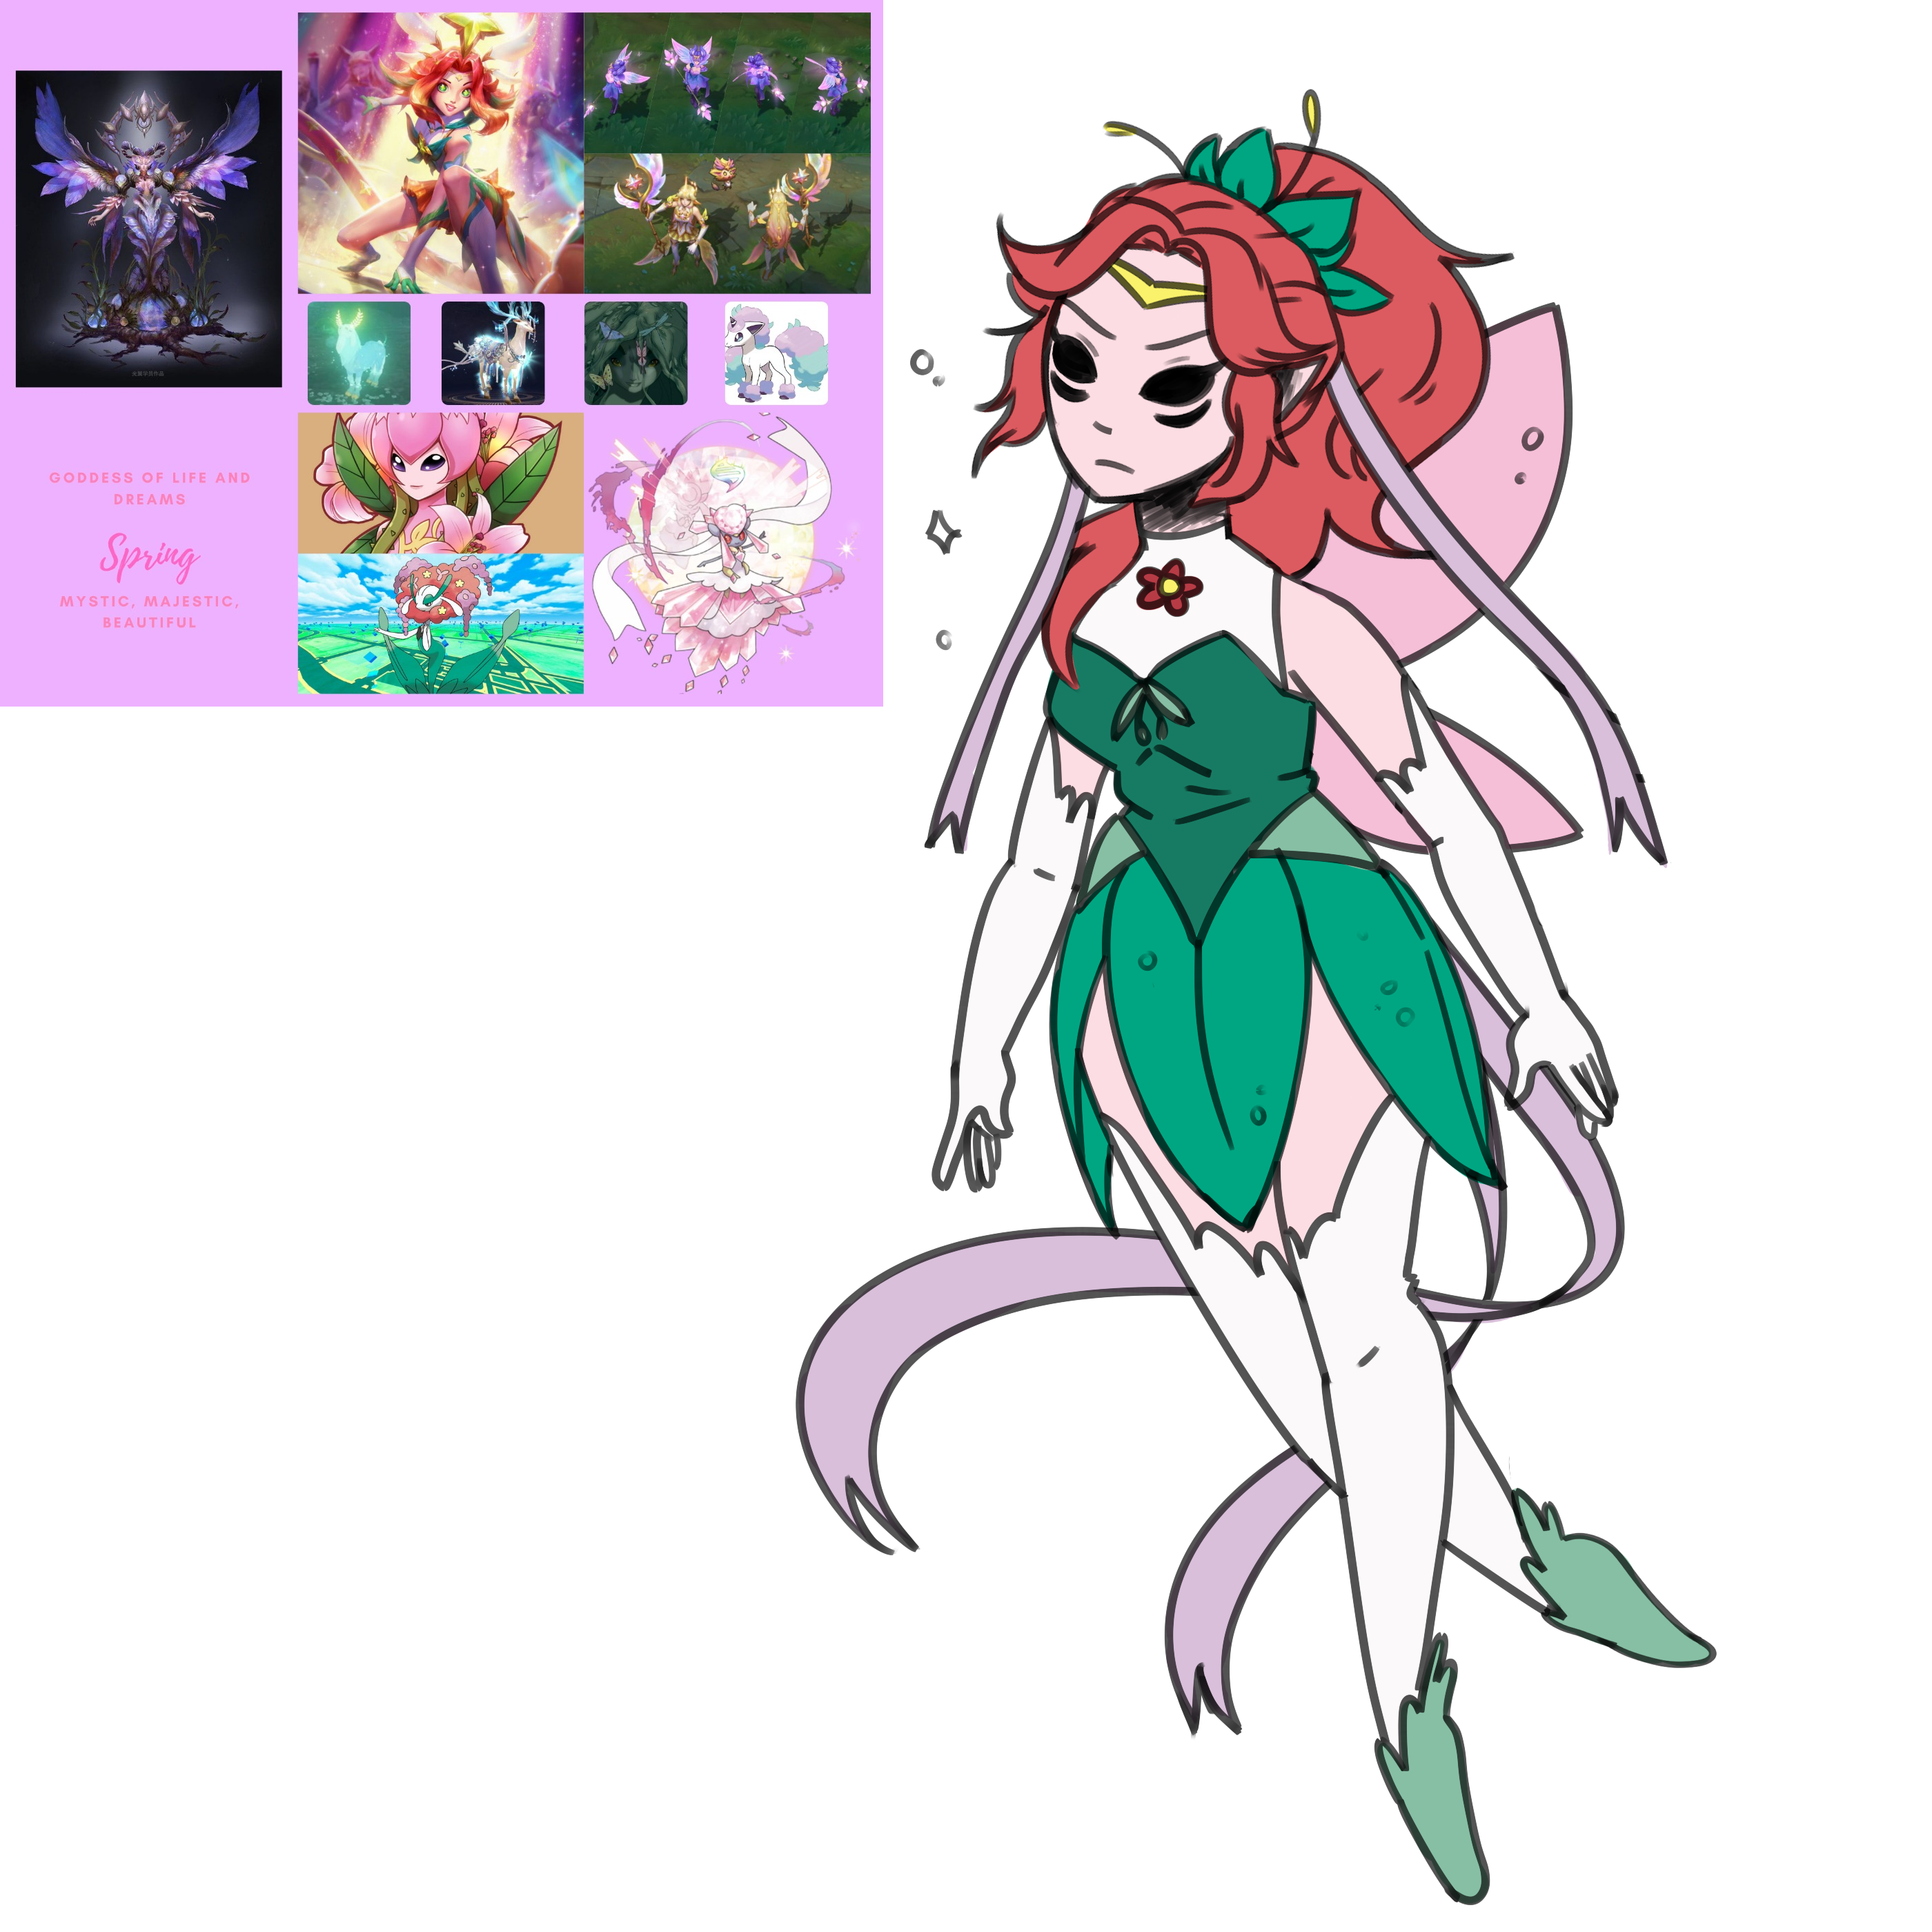 GODDESS OF LIFE AND
DREAMS
Spring
MYSTIC, MAJESTIC,
BEAUTIFUL